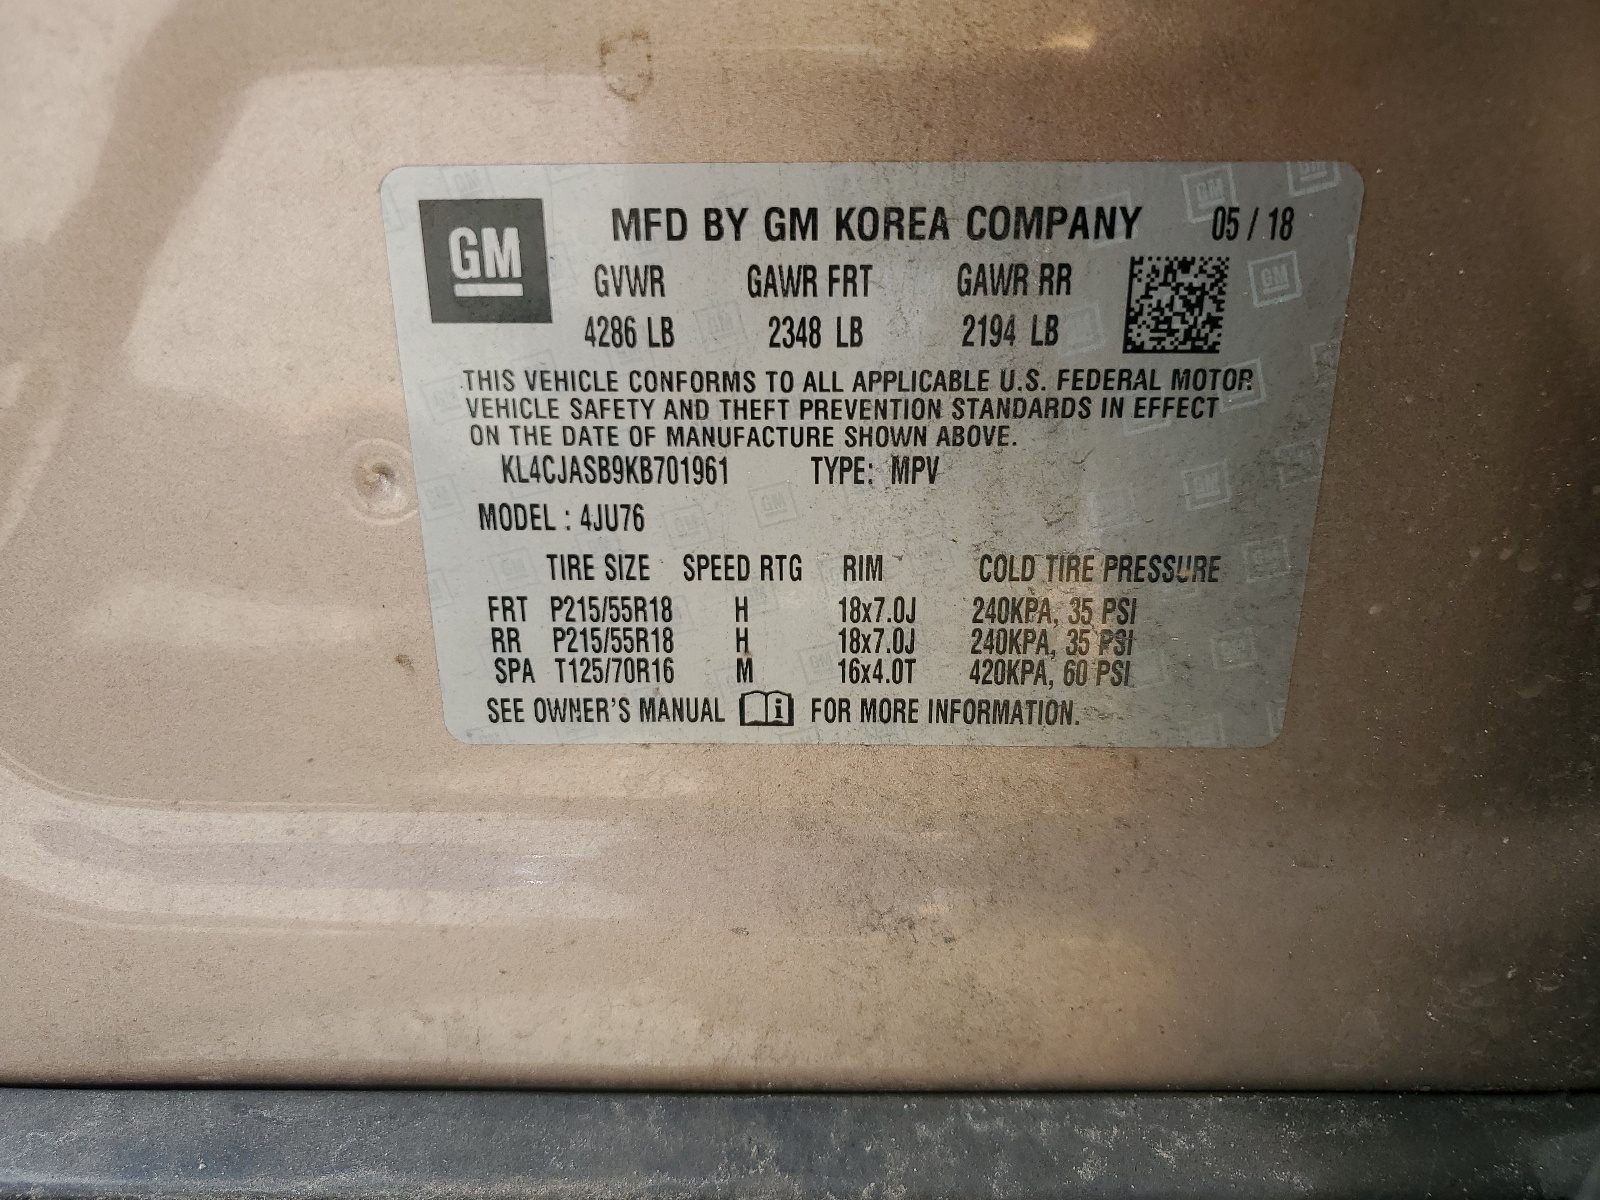 GM
MFD BY GM KOREA COMPANY 05 / 18
GVWR GAWR FRT GAWR RR
4286 LB 2348 LB 2194 LB
THIS VEHICLE CONFORMS TO ALL APPLICABLE U.S. FEDERAL MOTOR
VEHICLE SAFETY AND THEFT PREVENTION STANDARDS IN EFFECT
ON THE DATE OF MANUFACTURE SHOWN ABOVE.
KL4CJASB9KB701961 TYPE: MPV
MODEL : 4JU76
TIRE SIZE SPEED RTG RIM COLD TIRE PRESSURE
FRT P215/55R18 H 18x7.0J 240KPA, 35 PSI
RR P215/55R18 H 18x7.0J 240KPA, 35 PSI
SPA T125/70R16 M 16x4.0T 420KPA, 60 PSI
SEE OWNER'S MANUAL i FOR MORE INFORMATION.